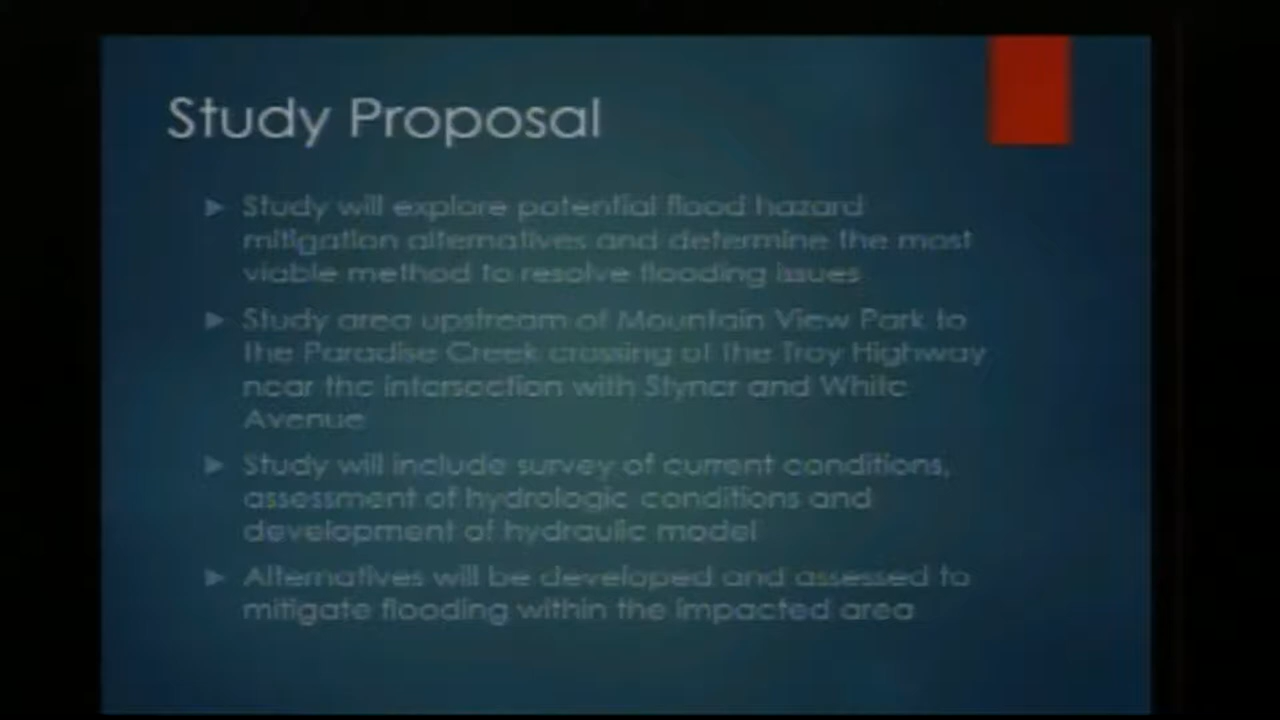 Study Proposal
Study will explore potential flood hazard
mitigation alternatives and determine the most
viable method to resolve flooding issues
Study area upstream of Mountain View Park to
the Paradise Creek crossing of the Troy Highway
near the intersection with Styner and White
Avenue
Study will include survey of current conditions,
assessment of hydrologic conditions and
development of hydraulic model
Alternatives will be developed and assessed to
mitigate flooding within the impacted area